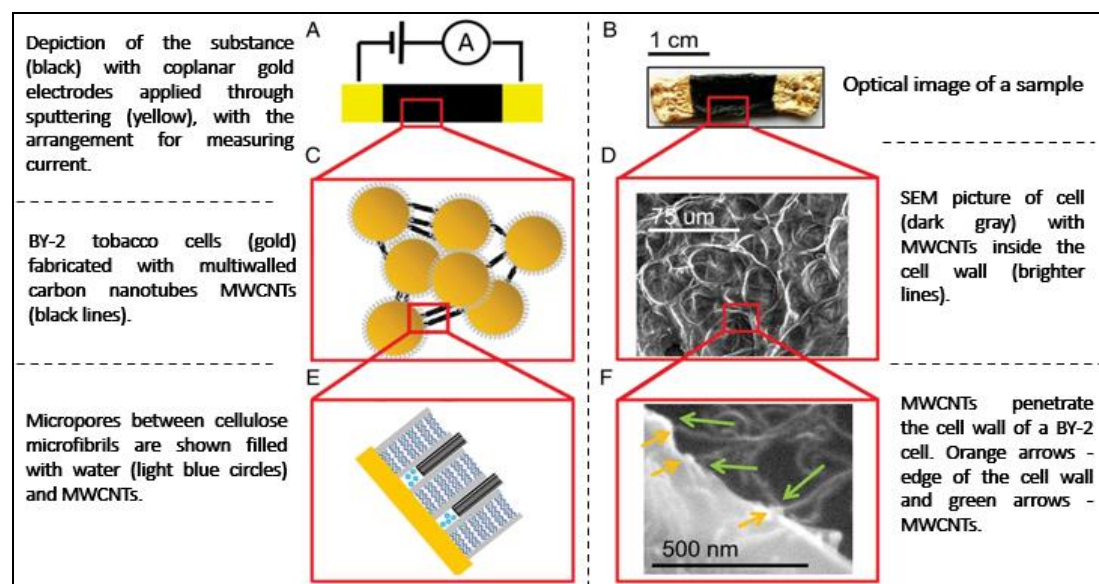 A
Depiction of the substance
(black) with coplanar gold
electrodes applied through
sputtering (yellow), with the
arrangement for measuring
current.
A
B
1 cm
Optical image of a sample
C
BY-2 tobacco cells (gold)
fabricated with multiwalled
carbon nanotubes MWCNTs
(black lines).
D
75 um
SEM picture of cell
(dark gray) with
MWCNTs inside the
cell wall (brighter
lines).
E
Micropores between cellulose
microfibrils are shown filled
with water (light blue circles)
and MWCNTs.
F
500 nm
MWCNTs penetrate
the cell wall of a BY-2
cell. Orange arrows -
edge of the cell wall
and green arrows -
MWCNTs.